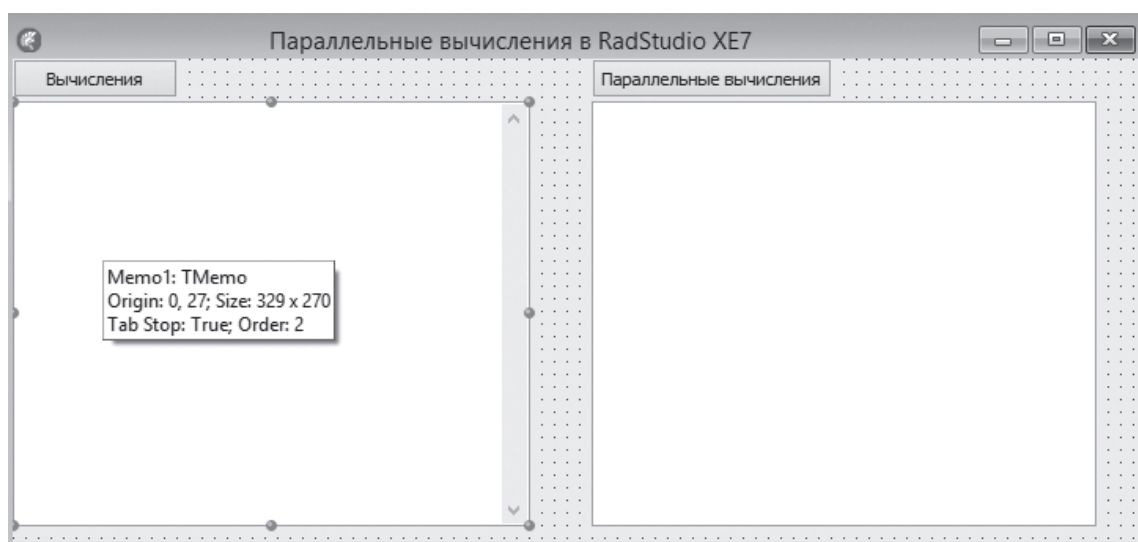 Параллельные вычисления в RadStudio XE7
Вычисления
Параллельные вычисления
Memo1: TMemo
Origin: 0, 27; Size: 329 x 270
Tab Stop: True; Order: 2